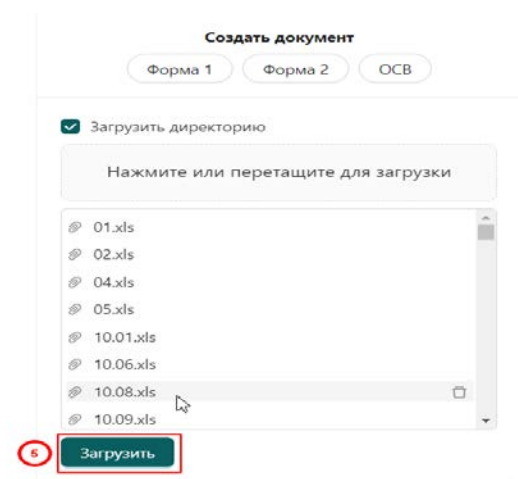 Создать документ
Форма 1 Форма 2 ОСВ
Загрузить директорию
Нажмите или перетащите для загрузки
01.xls
02.xls
04.xls
05.xls
10.01.xls
10.06.xls
10.08.xls
10.09.xls
5 Загрузить